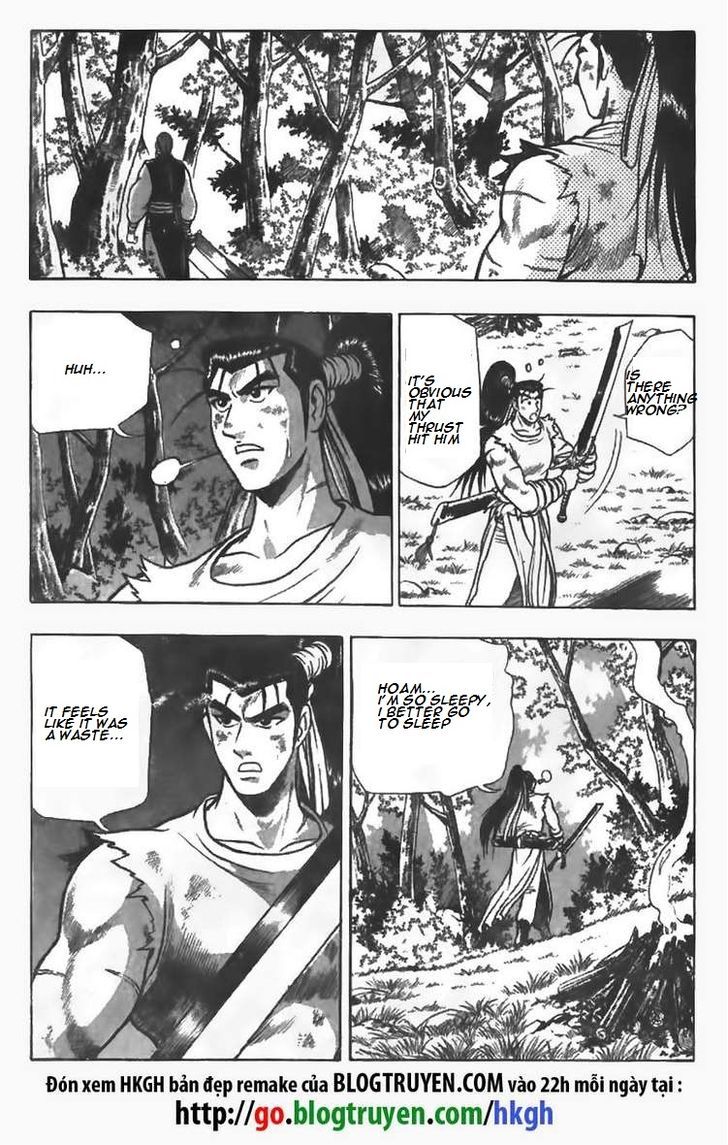 HUH...
IT'S
OBVIOUS
THAT
MY
THRUST
HIT HIM
IS
THERE
ANYTHING
WRONG?
IT FEELS
LIKE IT WAS
A WASTE...
HOAM...
I'M SO SLEEPY,
I BETTER GO
TO SLEEP
Đón xem HKGH bản đẹp remake của BLOGTRUYEN.COM vào 22h mỗi ngày tại :
http://go.blogtruyen.com/hkgh